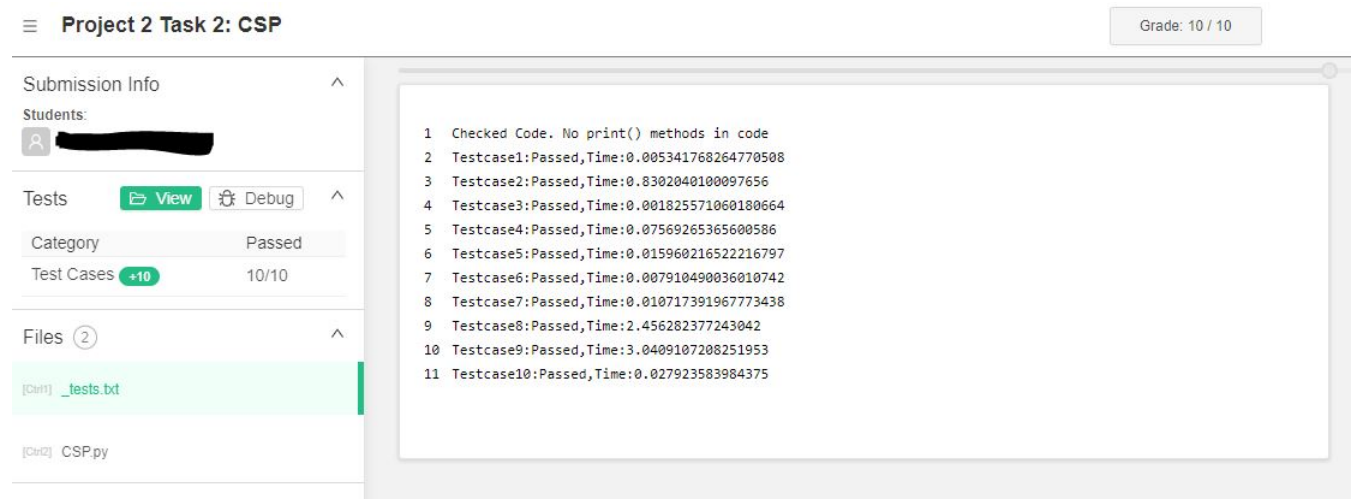 ≡ Project 2 Task 2: CSP
Grade: 10 / 10
Submission Info
Students:
Tests View Debug
Category Passed
Test Cases +10 10/10
Files 2
[Ctrl1] _tests.txt
[Ctrl2] CSP.py
1 Checked Code. No print() methods in code
2 Testcase1:Passed,Time:0.005341768264770508
3 Testcase2:Passed,Time:0.8302040100097656
4 Testcase3:Passed,Time:0.001825571060180664
5 Testcase4:Passed,Time:0.07569265365600586
6 Testcase5:Passed,Time:0.015960216522216797
7 Testcase6:Passed,Time:0.007910490036010742
8 Testcase7:Passed,Time:0.010717391967773438
9 Testcase8:Passed,Time:2.456282377243042
10 Testcase9:Passed,Time:3.0409107208251953
11 Testcase10:Passed,Time:0.027923583984375